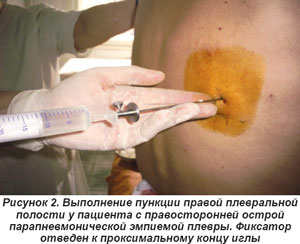 Рисунок 2. Выполнение пункции правой плевральной
полости у пациента с правосторонней острой
парапневмонической эмпиемой плевры. Фиксатор
отведен к проксимальному концу иглы